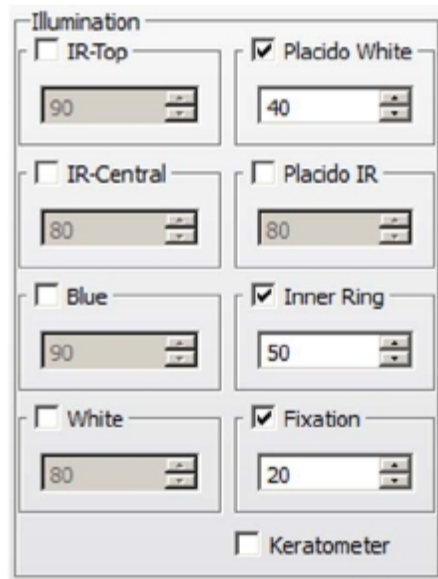 Illumination
IR-Top
Placido White
90
40
IR-Central
Placido IR
80
80
Blue
Inner Ring
90
50
White
Fixation
80
20
Keratometer